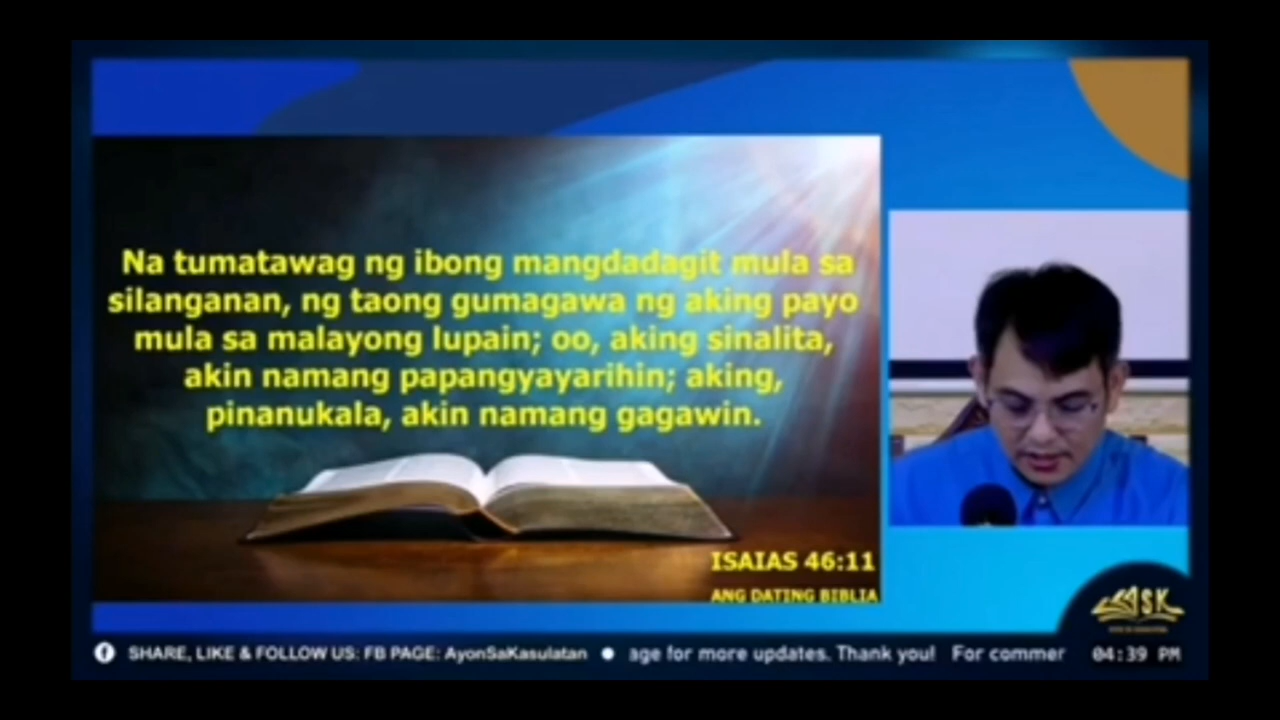 Na tumatawag ng ibong mangdadagit mula sa
silanganan, ng taong gumagawa ng aking payo
mula sa malayong lupain; oo, aking sinalita,
akin namang papangyayarihin; aking,
pinanukala, akin namang gagawin.
ISAIAS 46:11
ANG DATING BIBLIA
ASK
SHARE, LIKE & FOLLOW US: FB PAGE: AyonSaKasulatan ● age for more updates. Thank you! For commer
04:39 PM